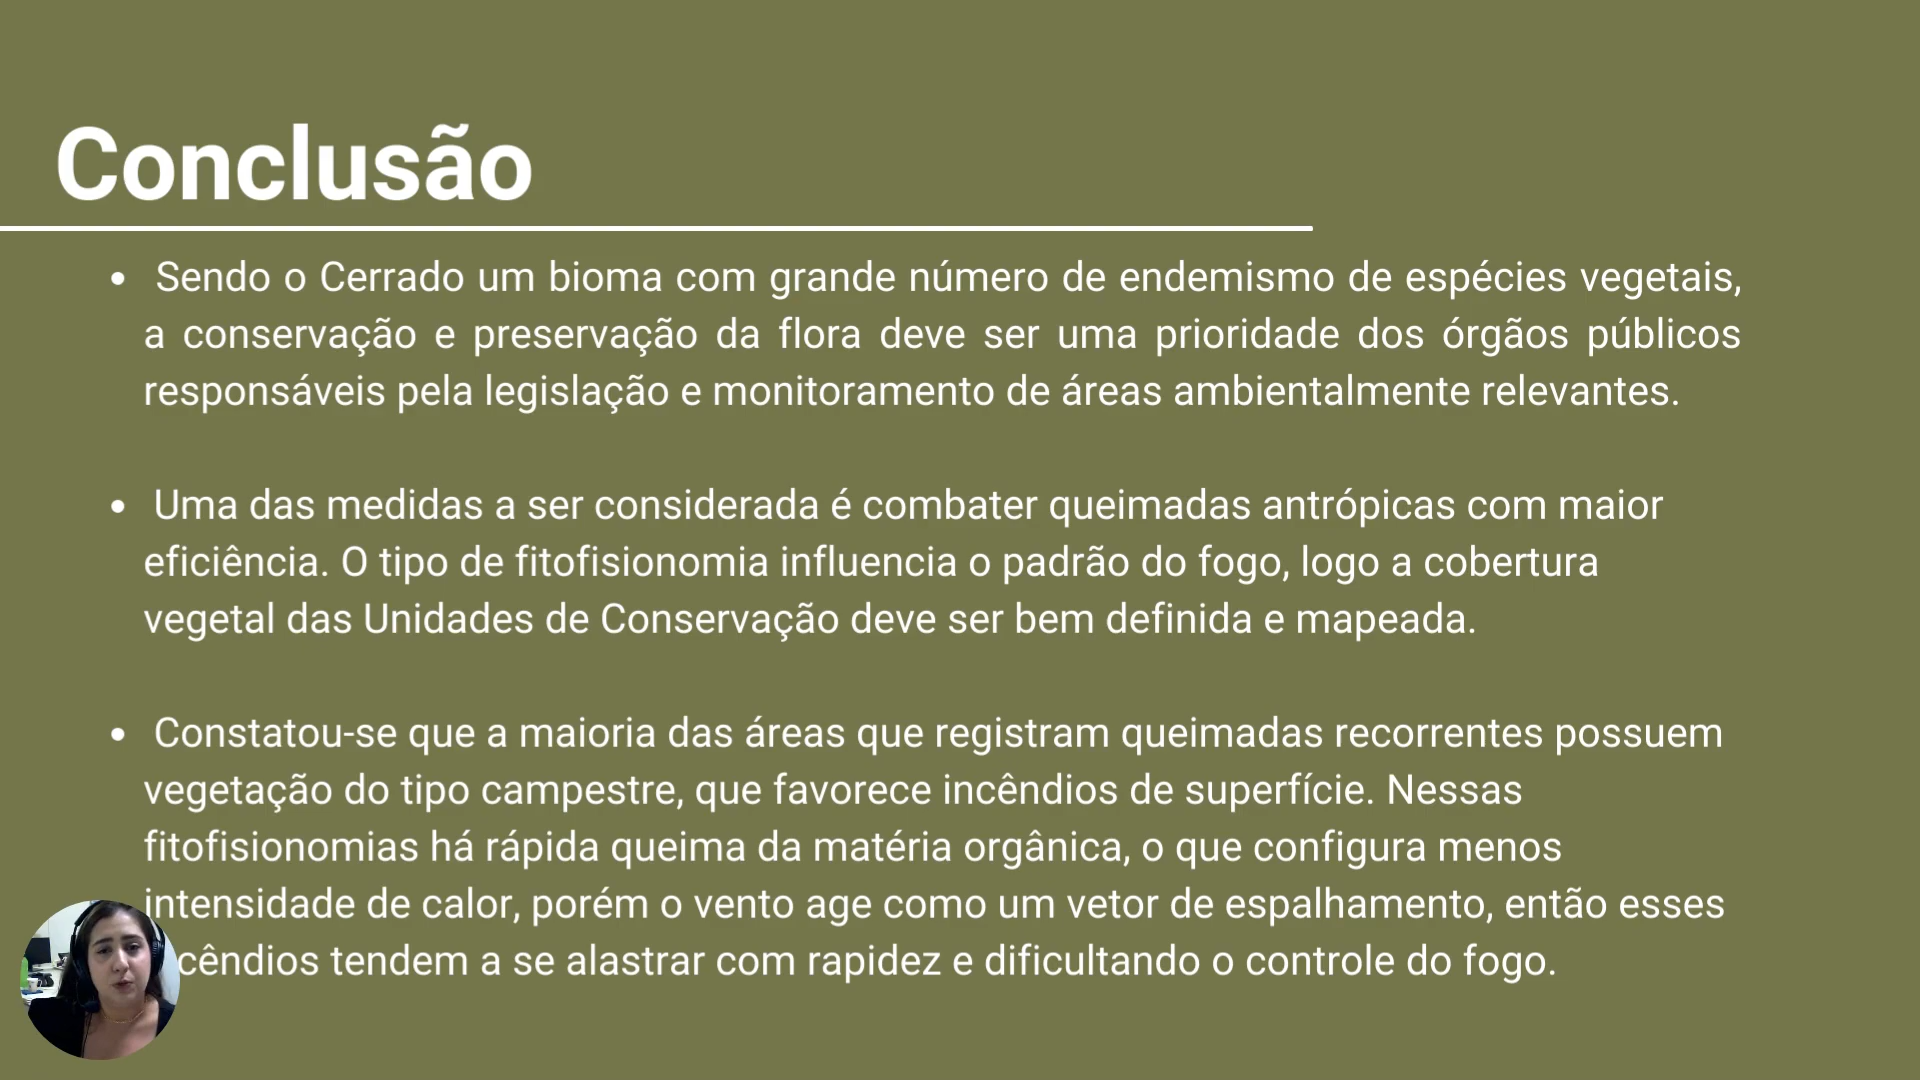 Conclusão
• Sendo o Cerrado um bioma com grande número de endemismo de espécies vegetais,
a conservação e preservação da flora deve ser uma prioridade dos órgãos públicos
responsáveis pela legislação e monitoramento de áreas ambientalmente relevantes.
• Uma das medidas a ser considerada é combater queimadas antrópicas com maior
eficiência. O tipo de fitofisionomia influencia o padrão do fogo, logo a cobertura
vegetal das Unidades de Conservação deve ser bem definida e mapeada.
• Constatou-se que a maioria das áreas que registram queimadas recorrentes possuem
vegetação do tipo campestre, que favorece incêndios de superfície. Nessas
fitofisionomias há rápida queima da matéria orgânica, o que configura menos
intensidade de calor, porém o vento age como um vetor de espalhamento, então esses
cêndios tendem a se alastrar com rapidez e dificultando o controle do fogo.